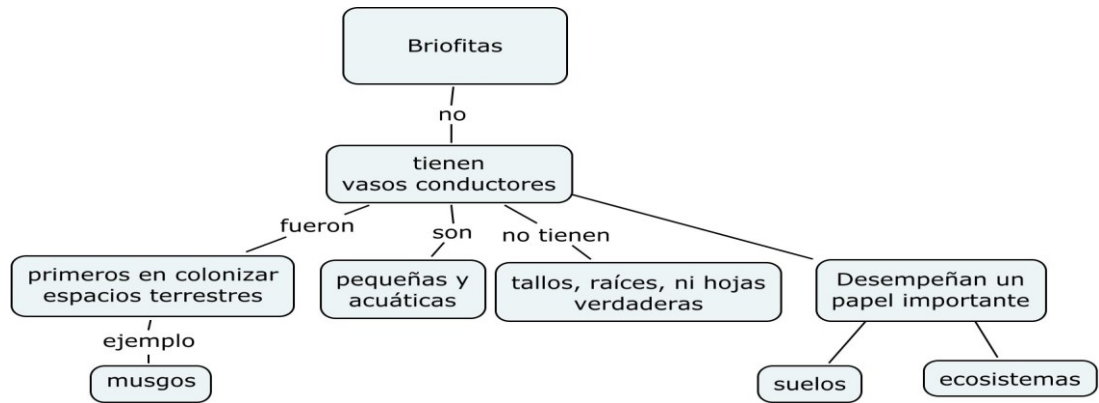 Briofitas
no
tienen
vasos conductores
fueron
son
no tienen
primeros en colonizar
espacios terrestres
pequeñas y
acuáticas
tallos, raíces, ni hojas
verdaderas
Desempeñan un
papel importante
ejemplo
musgos
suelos
ecosistemas